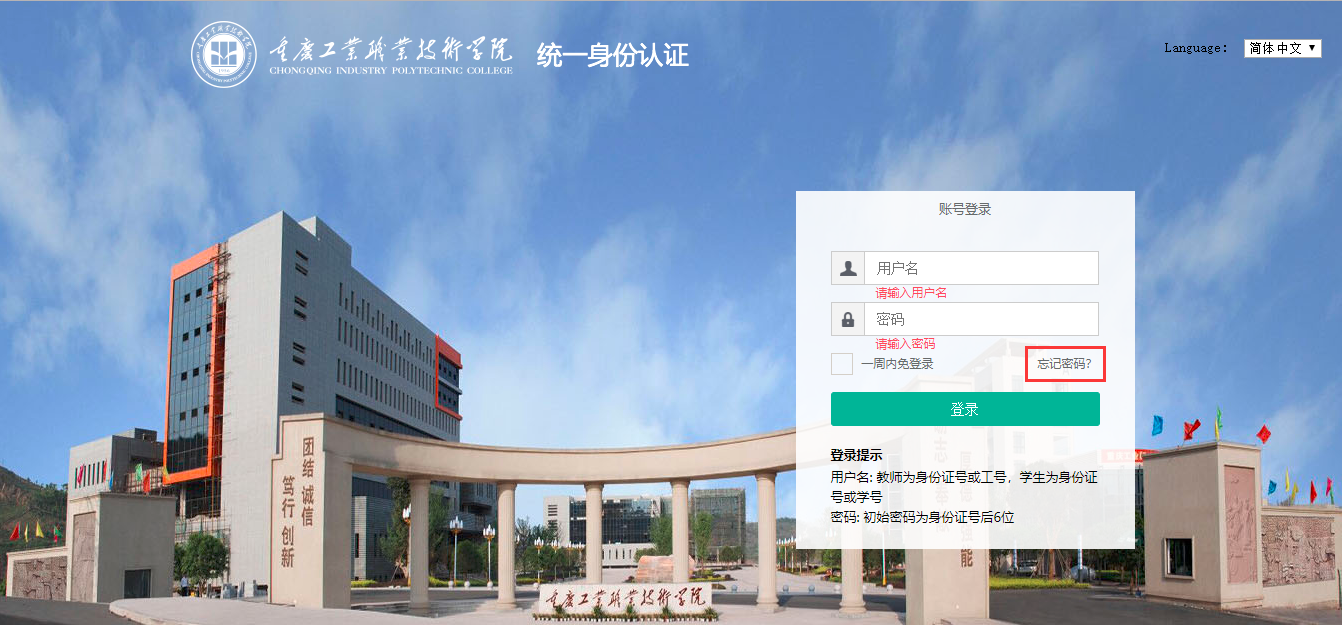 重庆工业职业技术学院
CHONGQING INDUSTRY POLYTECHNIC COLLEGE
统一身份认证
Language:
简体中文
账号登录
用户名
请输入用户名
密码
请输入密码
一周内免登录
忘记密码?
登录
登录提示
用户名: 教师为身份证号或工号，学生为身份证
号或学号
密码: 初始密码为身份证号后6位
团结 诚信
笃行 创新
重庆工业职业技术学院